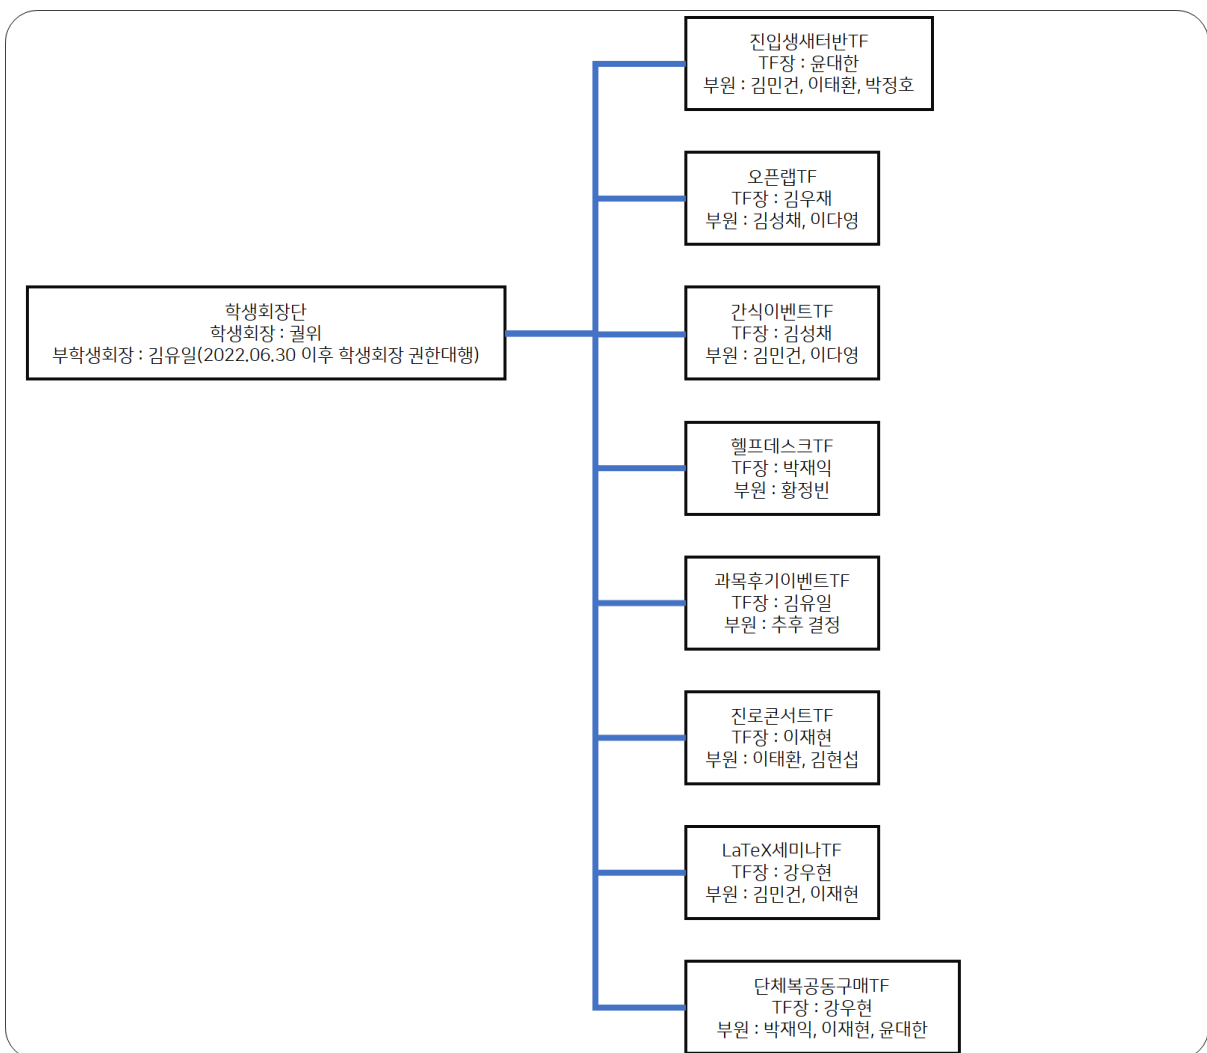 진입생새터반TF
TF장 : 윤대한
부원 : 김민건, 이태환, 박정호
오픈랩TF
TF장 : 김우재
부원 : 김성채, 이다영
학생회장단
학생회장 : 궐위
부학생회장 : 김유일(2022.06.30 이후 학생회장 권한대행)
간식이벤트TF
TF장 : 김성채
부원 : 김민건, 이다영
헬프데스크TF
TF장 : 박재익
부원 : 황정빈
과목후기이벤트TF
TF장 : 김유일
부원 : 추후 결정
진로콘서트TF
TF장 : 이재현
부원 : 이태환, 김현섭
LaTeX세미나TF
TF장 : 강우현
부원 : 김민건, 이재현
단체복공동구매TF
TF장 : 강우현
부원 : 박재익, 이재현, 윤대한